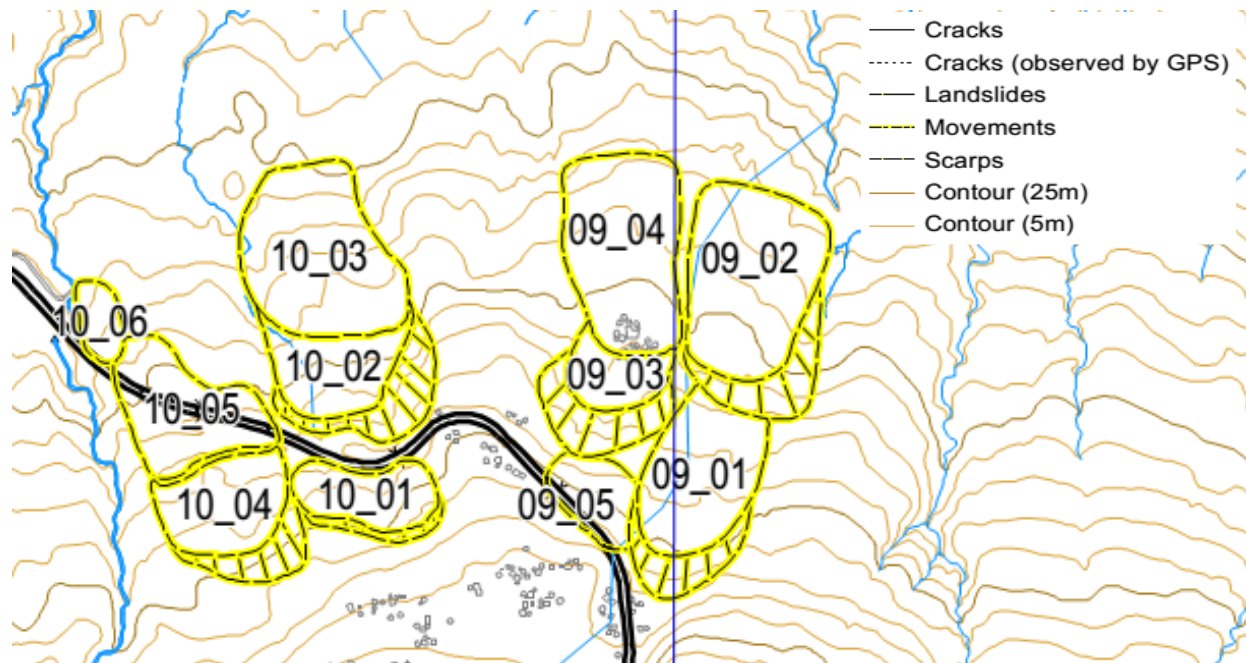 Cracks
Cracks (observed by GPS)
Landslides
Movements
Scarps
Contour (25m)
Contour (5m)
09_04
10_03
09_02
10_06
10_02
09_03
10_05
09_01
10_04
10_01
09_05